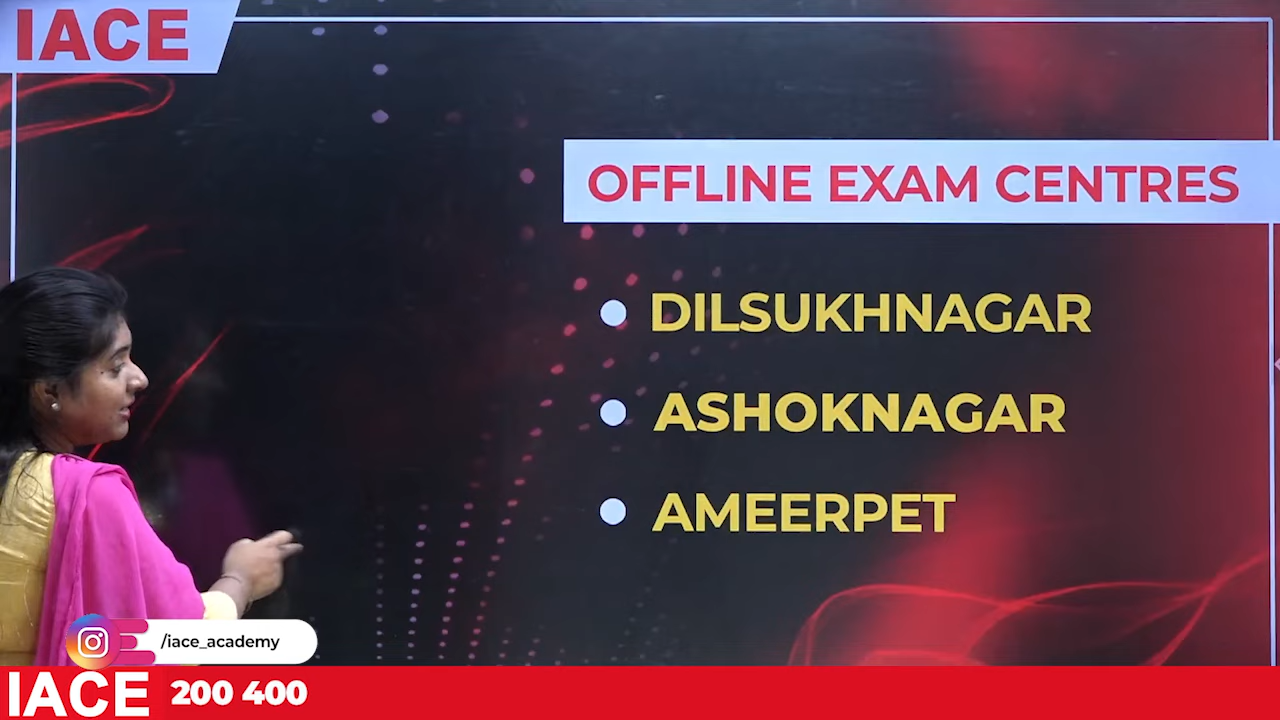 IACE
OFFLINE EXAM CENTRES
DILSUKHNAGAR
ASHOKNAGAR
AMEERPET
/iace_academy
IACE 200 400